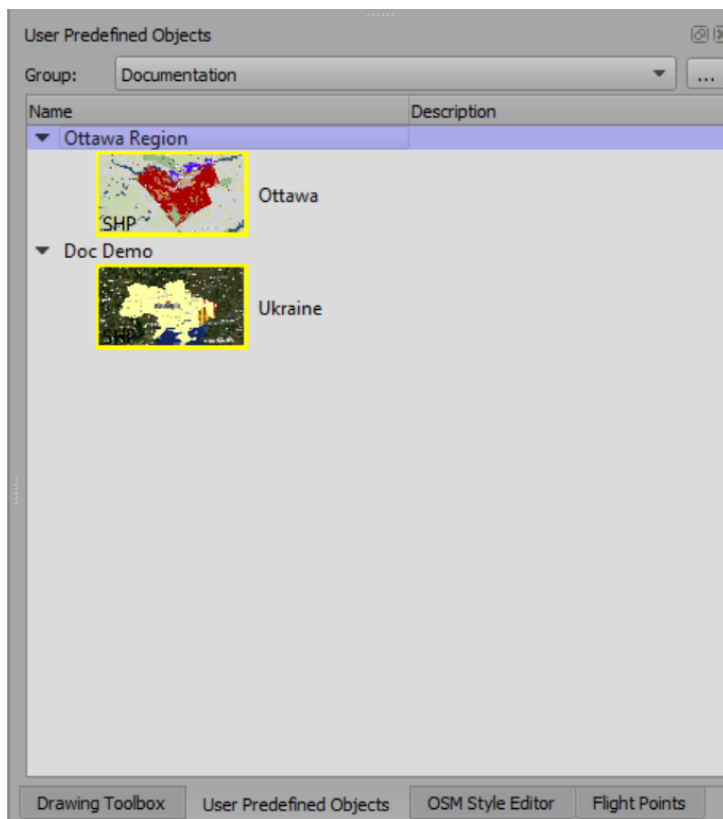 User Predefined Objects
Group: Documentation ...
Name Description
Ottawa Region
SHP Ottawa
Doc Demo
SHP Ukraine
Drawing Toolbox User Predefined Objects OSM Style Editor Flight Points